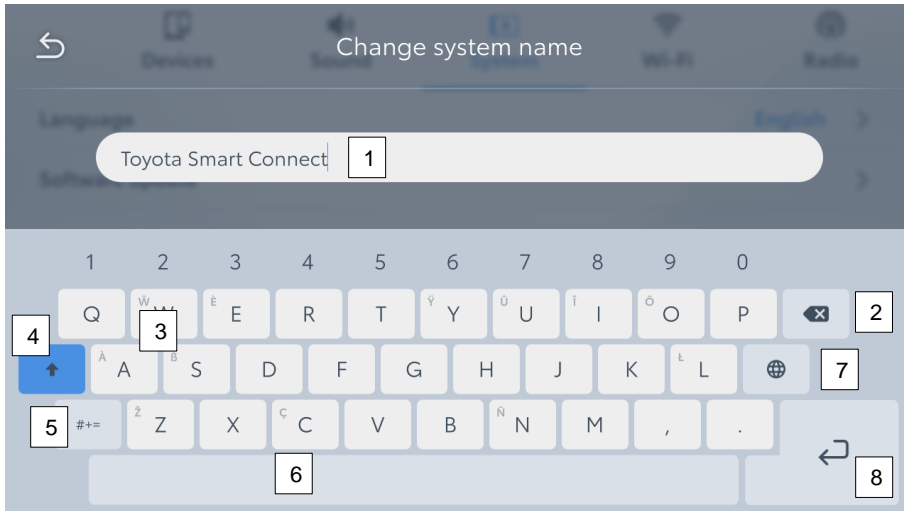 Devices Sound System Wi-Fi Radio
Change system name
Language English
Software update
Toyota Smart Connect 1
1 2 3 4 5 6 7 8 9 0
Q Ŵ W È E R T Ÿ Y Û U Î I Ô O P 2
3
4
À A ß S D F G H J K Ł L 7
5 #+= Ž Z X Ç C V B Ñ N M , .
6
8